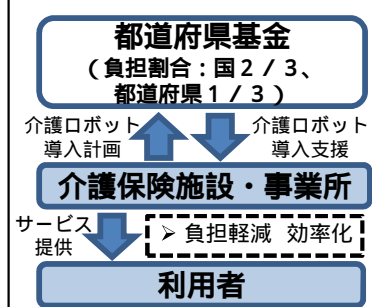 都道府県基金
(負担割合:国2/3、
都道府県1/3)
介護ロボット
導入計画
介護ロボット
導入支援
介護保険施設・事業所
サービス
提供
➢ 負担軽減 効率化
利用者